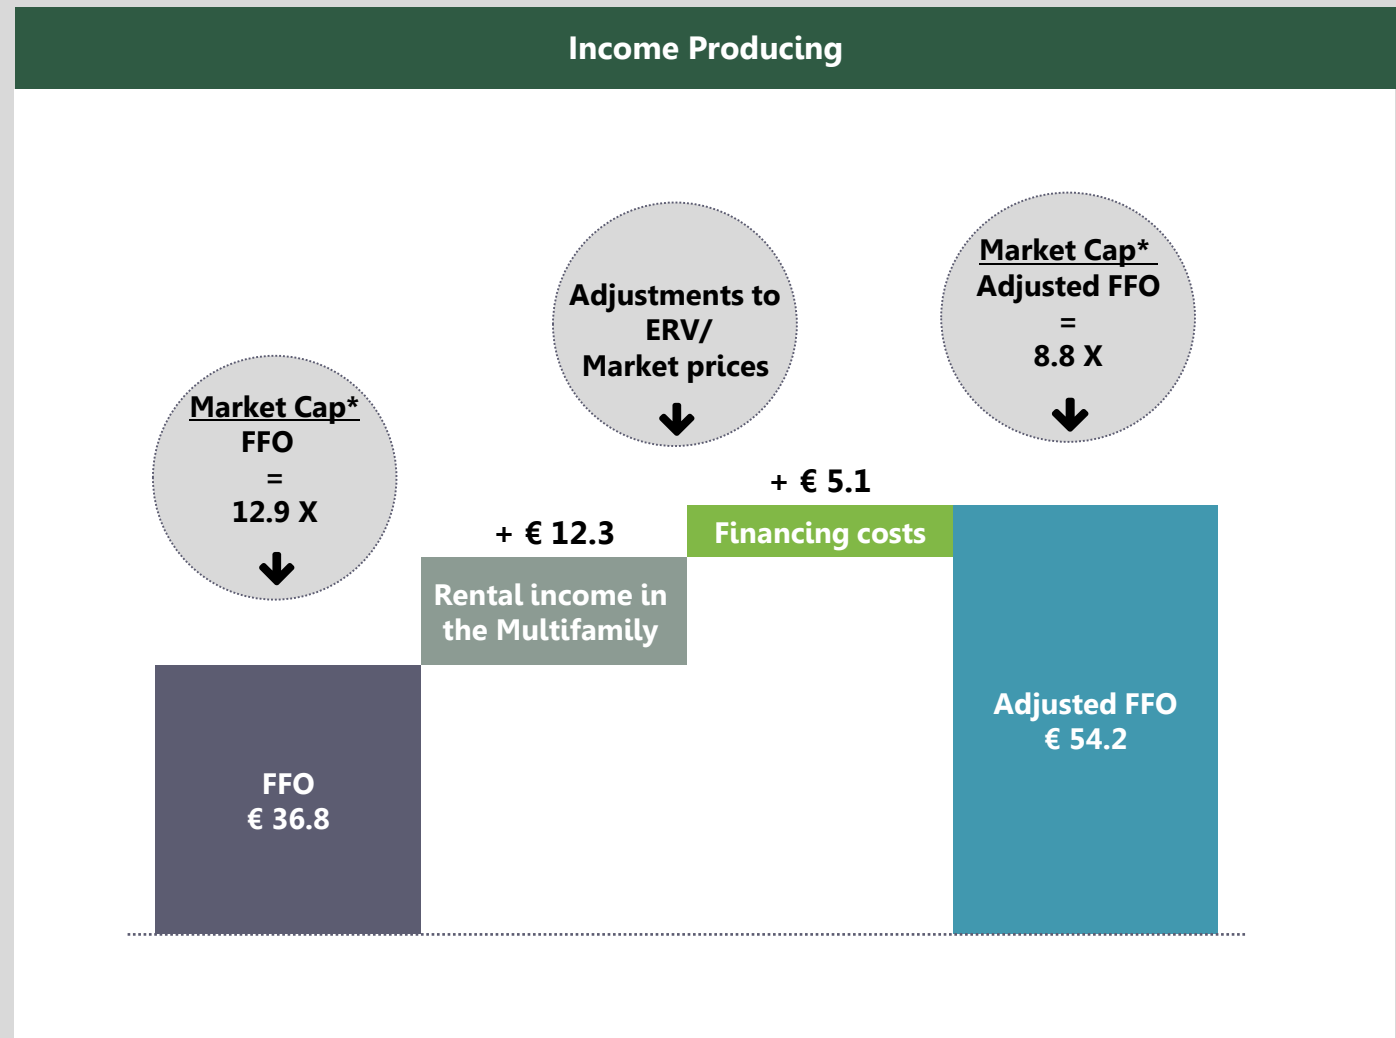 Income Producing
Market Cap*
FFO
=
12.9 X
Adjustments to
ERV/
Market prices
Market Cap*
Adjusted FFO
=
8.8 X
+ € 12.3
+ € 5.1
Rental income in
the Multifamily
Financing costs
FFO
€ 36.8
Adjusted FFO
€ 54.2